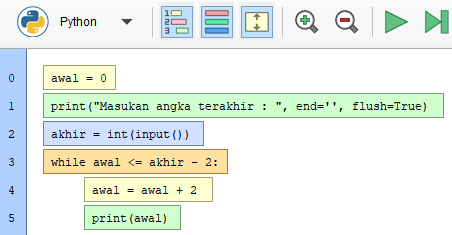 Python
0 awal = 0
1 print("Masukan angka terakhir : ", end='', flush=True)
2 akhir = int(input())
3 while awal <= akhir - 2:
4 awal = awal + 2
5 print(awal)